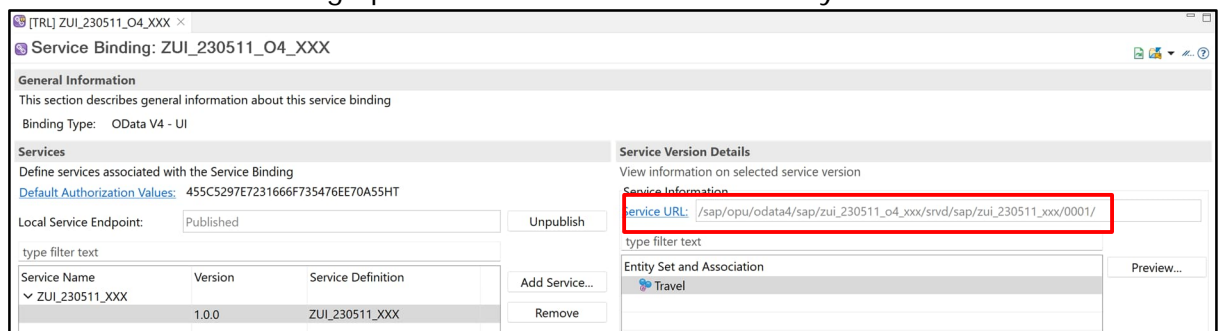 [TRL] ZUI_230511_O4_XXX
Service Binding: ZUI_230511_O4_XXX
General Information
This section describes general information about this service binding
Binding Type: OData V4 - UI
Services
Define services associated with the Service Binding
Default Authorization Values: 455C5297E7231666F735476EE70A55HT
Local Service Endpoint: Published Unpublish
type filter text
Service Name Version Service Definition
Add Service...
ZUI_230511_XXX
1.0.0 ZUI_230511_XXX
Remove
Service Version Details
View information on selected service version
Service Information
Service URL: /sap/opu/odata4/sap/zui_230511_o4_xxx/srvd/sap/zui_230511_xxx/0001/
type filter text
Entity Set and Association
Preview...
Travel